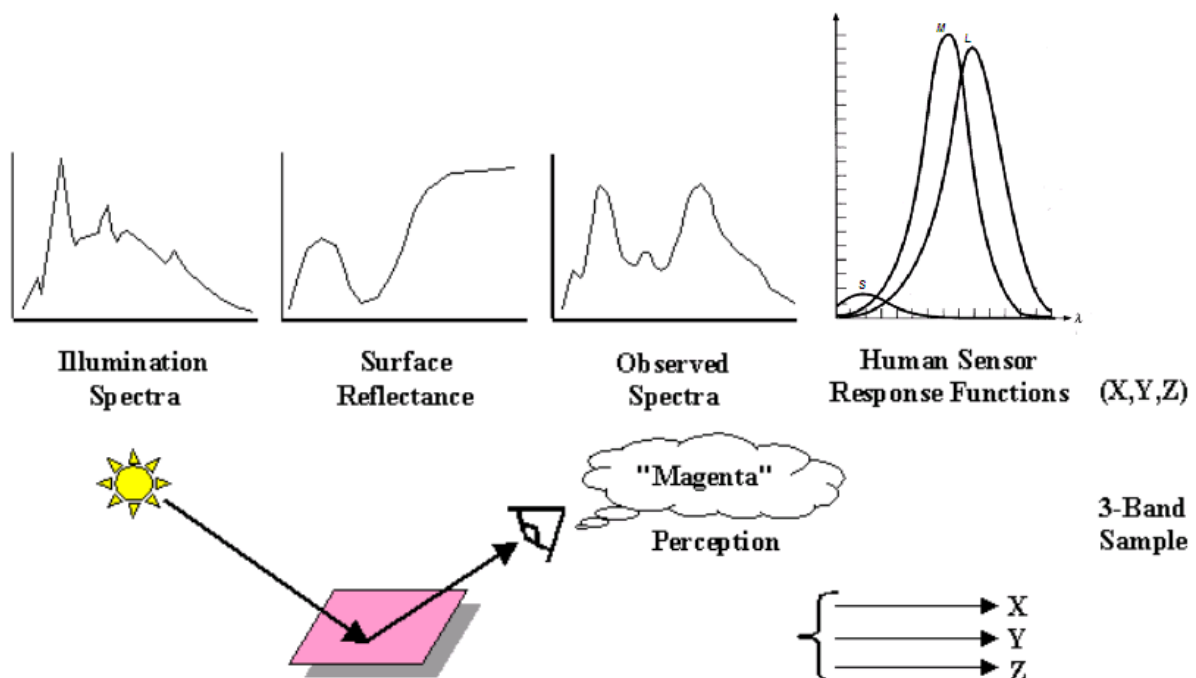 M
L
S
λ
Illumination
Spectra
Surface
Reflectance
Observed
Spectra
Human Sensor
Response Functions
(X,Y,Z)
"Magenta"
Perception
3-Band
Sample
X
Y
Z